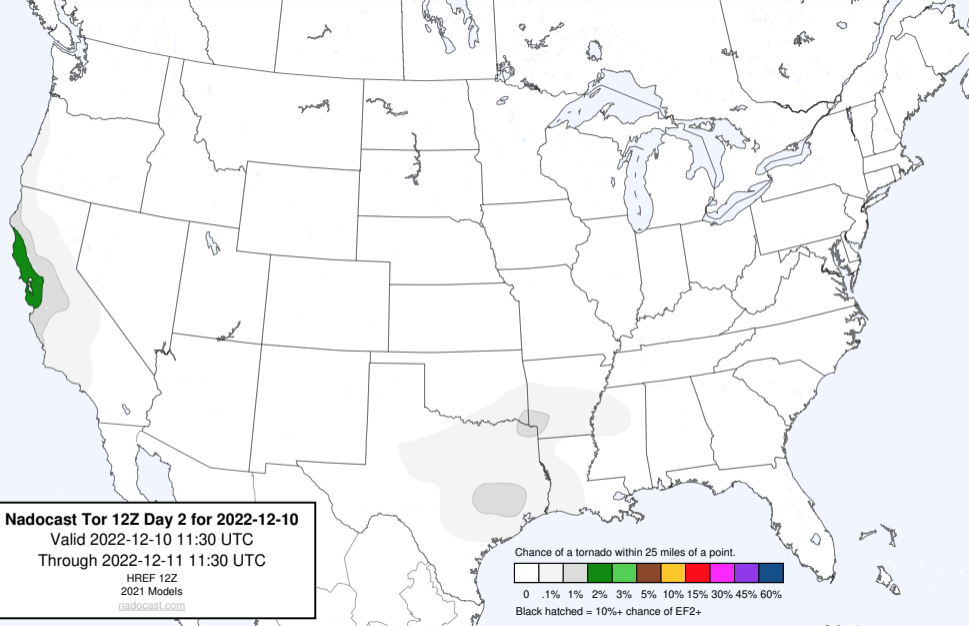 Nadocast Tor 12Z Day 2 for 2022-12-10
Valid 2022-12-10 11:30 UTC
Through 2022-12-11 11:30 UTC
HREF 12Z
2021 Models
nadocast.com
Chance of a tornado within 25 miles of a point.
0 .1% 1% 2% 3% 5% 10% 15% 30% 45% 60%
Black hatched = 10%+ chance of EF2+